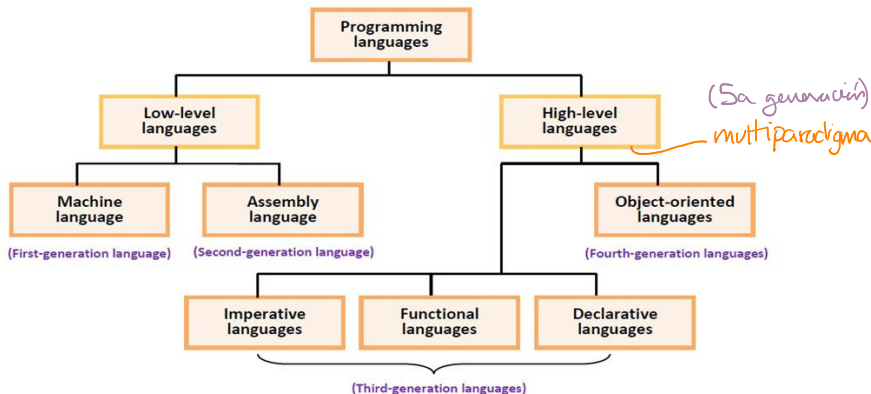 Programming
languages
Low-level
languages
High-level
languages
(5a generación)
multiparadigma
Machine
language
Assembly
language
Object-oriented
languages
(First-generation language)
(Second-generation language)
(Fourth-generation languages)
Imperative
languages
Functional
languages
Declarative
languages
(Third-generation languages)